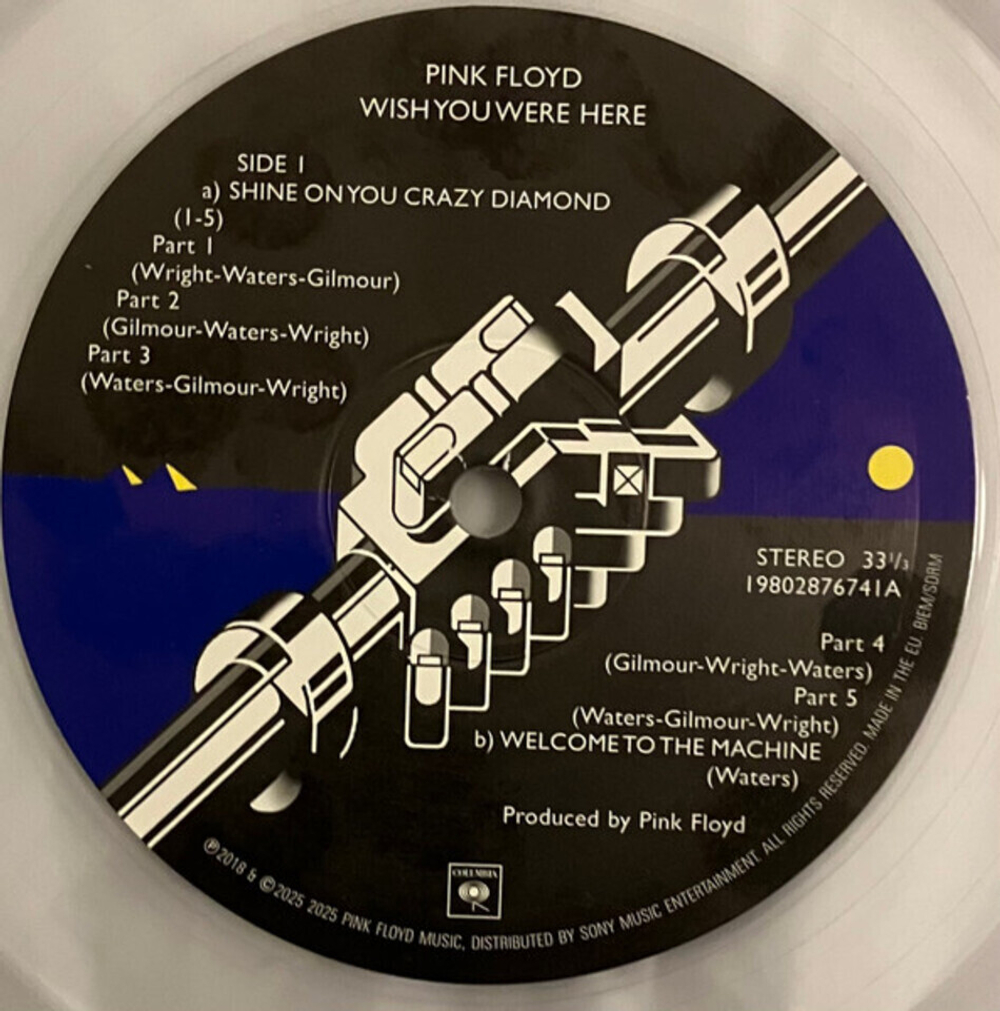 PINK FLOYD
WISH YOU WERE HERE
SIDE 1
a) SHINE ON YOU CRAZY DIAMOND
(1-5)
Part 1
(Wright-Waters-Gilmour)
Part 2
(Gilmour-Waters-Wright)
Part 3
(Waters-Gilmour-Wright)
STEREO 33 1/3
19802876741A
Part 4
(Gilmour-Wright-Waters)
Part 5
(Waters-Gilmour-Wright)
b) WELCOME TO THE MACHINE
(Waters)
Produced by Pink Floyd
COLUMBIA
℗2018 & ©2025 2025 PINK FLOYD MUSIC, DISTRIBUTED BY SONY MUSIC ENTERTAINMENT. ALL RIGHTS RESERVED. MADE IN THE EU. BIEM/SDRM